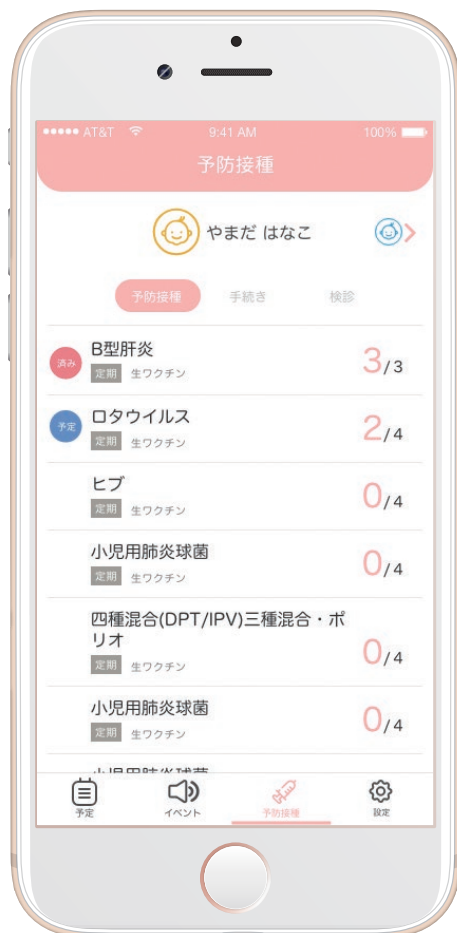 AT&T 9:41 AM 100%
予防接種
やまだ はなこ
予防接種 手続き 検診
済み B型肝炎 3/3
定期 生ワクチン
予定 ロタウイルス 2/4
定期 生ワクチン
ヒブ 0/4
定期 生ワクチン
小児用肺炎球菌 0/4
定期 生ワクチン
四種混合(DPT/IPV)三種混合・ポ
リオ 0/4
定期 生ワクチン
小児用肺炎球菌 0/4
定期 生ワクチン
予定 イベント 予防接種 設定